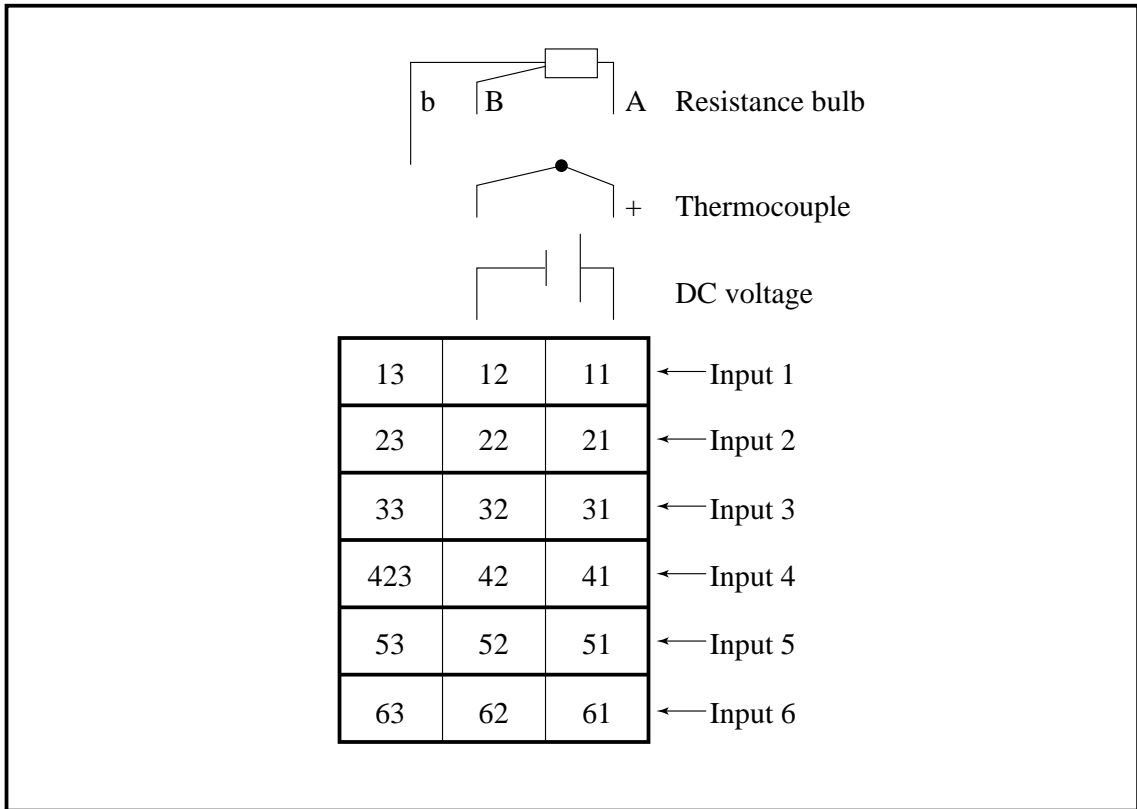 b B A Resistance bulb
+ Thermocouple
DC voltage
13 12 11 Input 1
23 22 21 Input 2
33 32 31 Input 3
423 42 41 Input 4
53 52 51 Input 5
63 62 61 Input 6